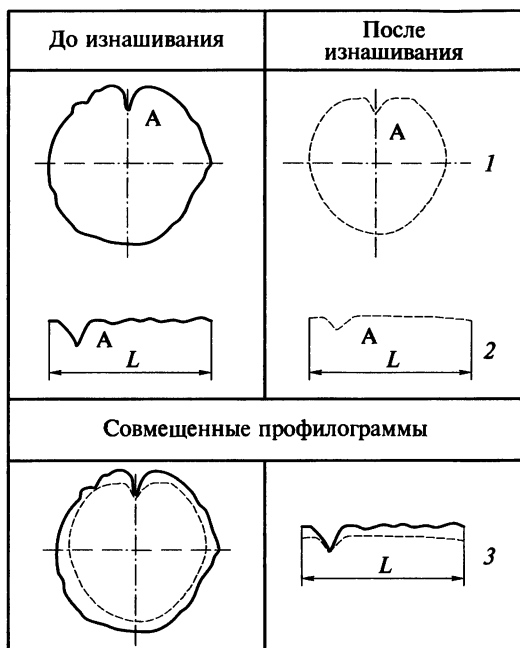 До изнашивания
После
изнашивания
А
А
1
А
L
А
L
2
Совмещенные профилограммы
L
3